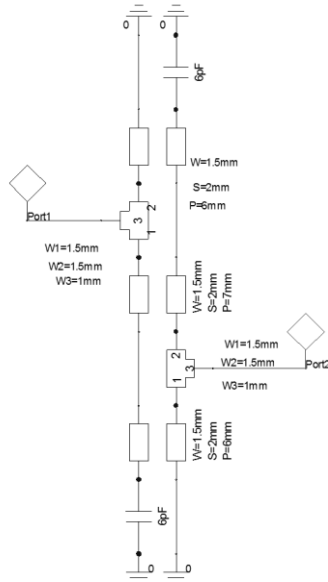 0
0
6pF
W=1.5mm
S=2mm
P=6mm
Port1
3
2
1
W1=1.5mm
W2=1.5mm
W3=1mm
W=1.5mm
S=2mm
P=7mm
W1=1.5mm
W2=1.5mm
W3=1mm
2
3
1
Port2
W=1.5mm
S=2mm
P=6mm
6pF
0
0